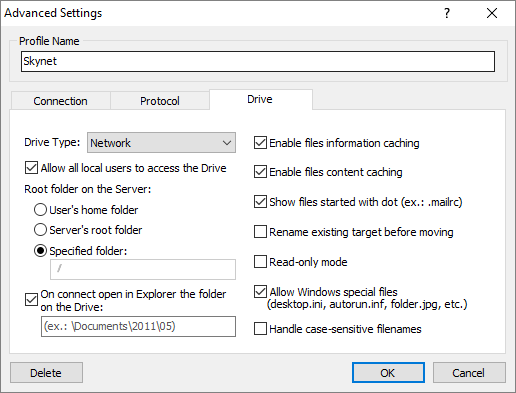 Advanced Settings
?
Profile Name
Skynet
Connection
Protocol
Drive
Drive Type: Network
Allow all local users to access the Drive
Root folder on the Server:
User's home folder
Server's root folder
Specified folder:
/
On connect open in Explorer the folder
on the Drive:
(ex.: \Documents\2011\05)
Enable files information caching
Enable files content caching
Show files started with dot (ex.: .mailrc)
Rename existing target before moving
Read-only mode
Allow Windows special files
(desktop.ini, autorun.inf, folder.jpg, etc.)
Handle case-sensitive filenames
Delete
OK
Cancel